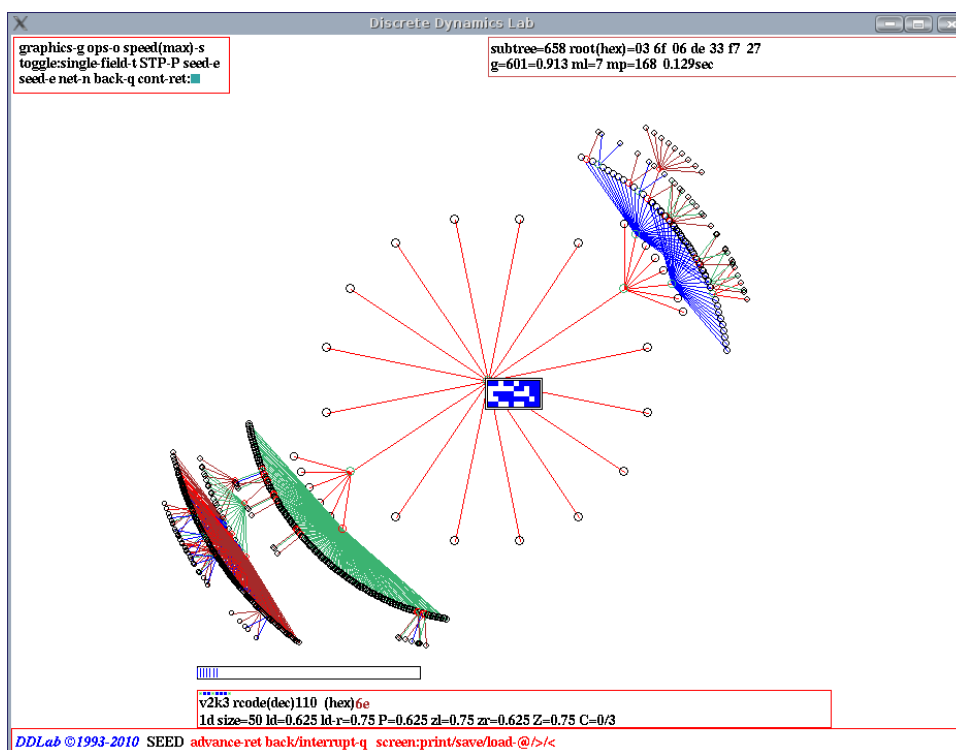 Discrete Dynamics Lab
graphics-g ops-o speed(max)-s
toggle:single-field-t STP-P seed-e
seed-e net-n back-q cont-ret:
subtree=658 root(hex)=03 6f 06 de 33 f7 27
g=601=0.913 ml=7 mp=168 0.129sec
v2k3 rcode(dec)110 (hex)6e
1d size=50 ld=0.625 ld-r=0.75 P=0.625 zl=0.75 zr=0.625 Z=0.75 C=0/3
DDLab ©1993-2010 SEED advance-ret back/interrupt-q screen:print/save/load-@/>/<